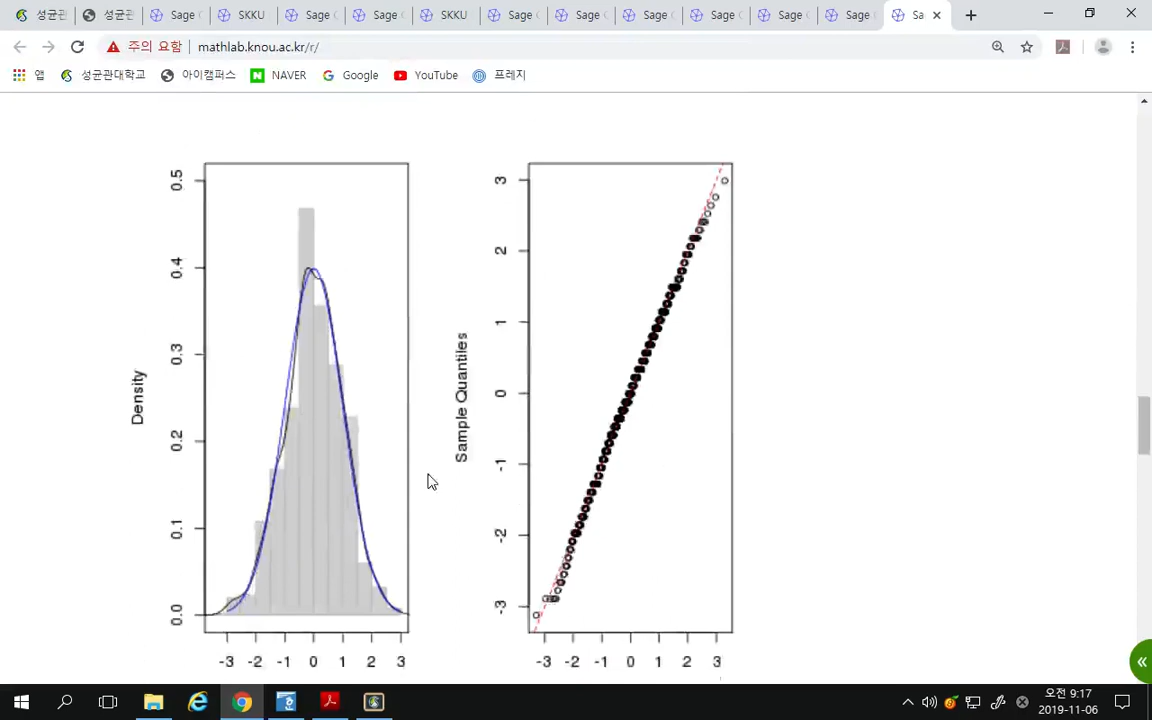 성균관 SKKU Sage Sage SKKU Sage Sage Sage Sage Sage Sage Sa
주의 요함 mathlab.knou.ac.kr/r/
앱 성균관대학교 아이캠퍼스 NAVER Google YouTube 프레지
Density
0.5
0.4
0.3
0.2
0.1
0.0
-3 -2 -1 0 1 2 3
Sample Quantiles
3
2
1
0
-1
-2
-3
-3 -2 -1 0 1 2 3
오전 9:17
2019-11-06